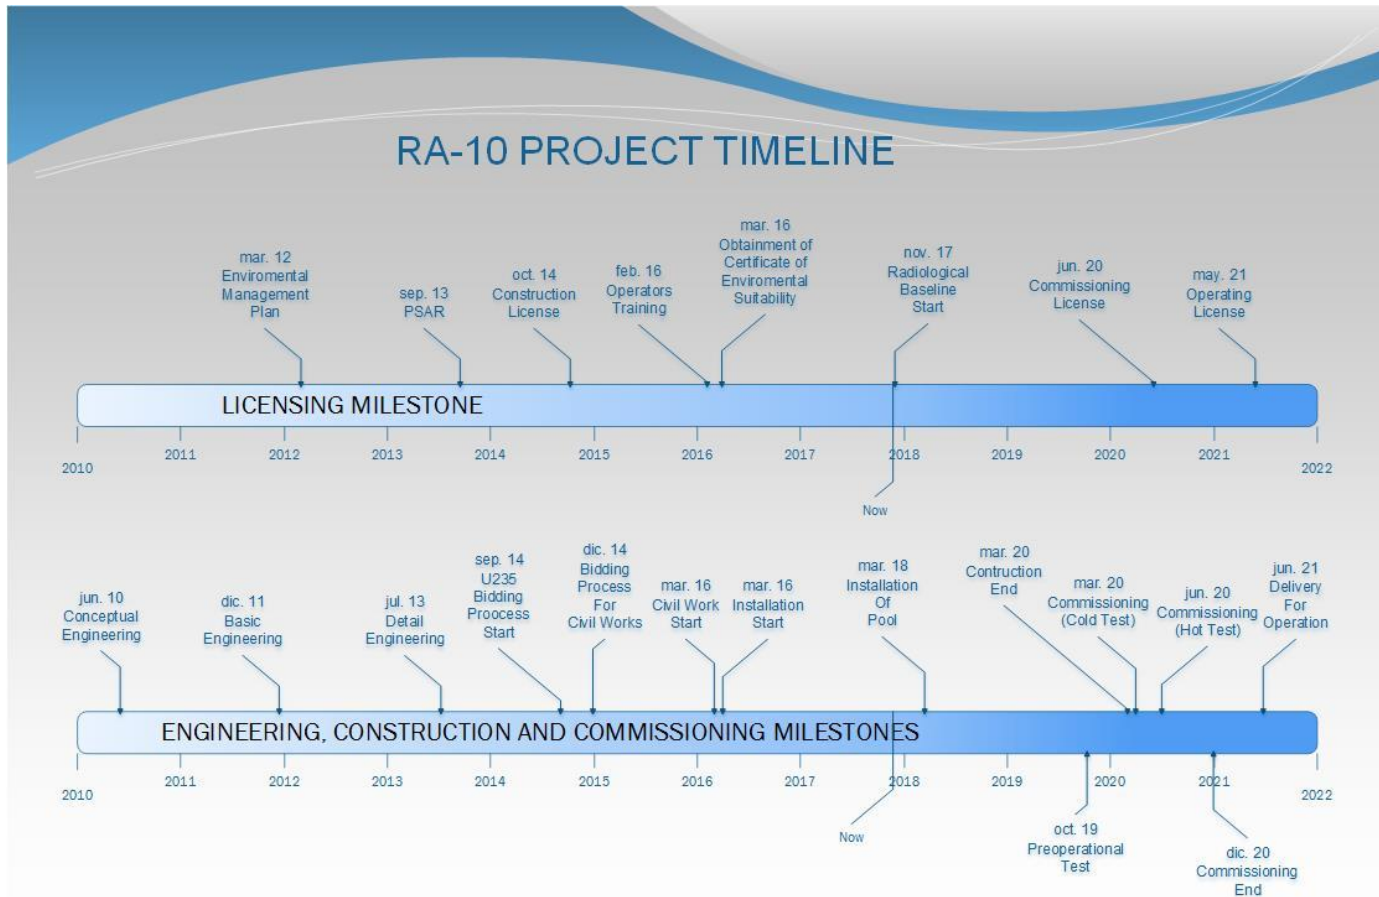 RA-10 PROJECT TIMELINE
mar. 12
Enviromental
Management
Plan
sep. 13
PSAR
oct. 14
Construction
License
feb. 16
Operators
Training
mar. 16
Obtainment of
Certificate of
Enviromental
Suitability
nov. 17
Radiological
Baseline
Start
jun. 20
Commissioning
License
may. 21
Operating
License
LICENSING MILESTONE
2010
2011
2012
2013
2014
2015
2016
2017
2018
2019
2020
2021
2022
Now
jun. 10
Conceptual
Engineering
dic. 11
Basic
Engineering
jul. 13
Detail
Engineering
sep. 14
U235
Bidding
Proocess
Start
dic. 14
Bidding
Process
For
Civil Works
mar. 16
Civil Work
Start
mar. 16
Installation
Start
mar. 18
Installation
Of
Pool
mar. 20
Contruction
End
mar. 20
Commissioning
(Cold Test)
jun. 20
Commissioning
(Hot Test)
jun. 21
Delivery
For
Operation
ENGINEERING, CONSTRUCTION AND COMMISSIONING MILESTONES
2010
2011
2012
2013
2014
2015
2016
2017
2018
2019
2020
2021
2022
Now
oct. 19
Preoperational
Test
dic. 20
Commissioning
End